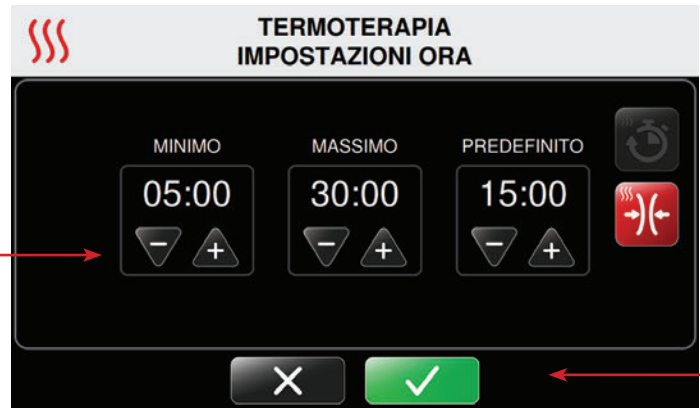 TERMOTERAPIA
IMPOSTAZIONI ORA
MINIMO MASSIMO PREDEFINITO
05:00 30:00 15:00